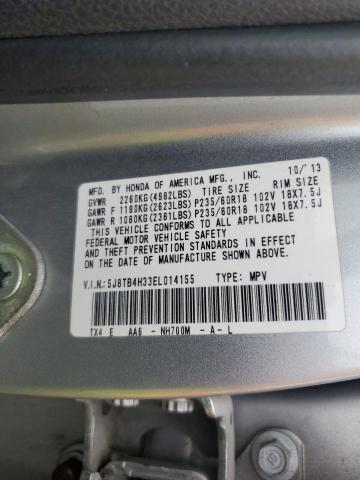 MFD. BY HONDA OF AMERICA MFG., INC. 10/'13
GVWR 2260KG(4982LBS) TIRE SIZE RIM SIZE
GAWR F 1190KG(2623LBS) P235/60R18 102V 18X7.5J
GAWR R 1080KG(2381LBS) P235/60R18 102V 18X7.5J
THIS VEHICLE CONFORMS TO ALL APPLICABLE
FEDERAL MOTOR VEHICLE SAFETY
AND THEFT PREVENTION STANDARDS IN EFFECT
ON THE DATE OF MANUFACTURE SHOWN ABOVE.
V.I.N.: 5J8TB4H33EL014155 TYPE: MPV
TX4 E AA6 - NH700M - A - L